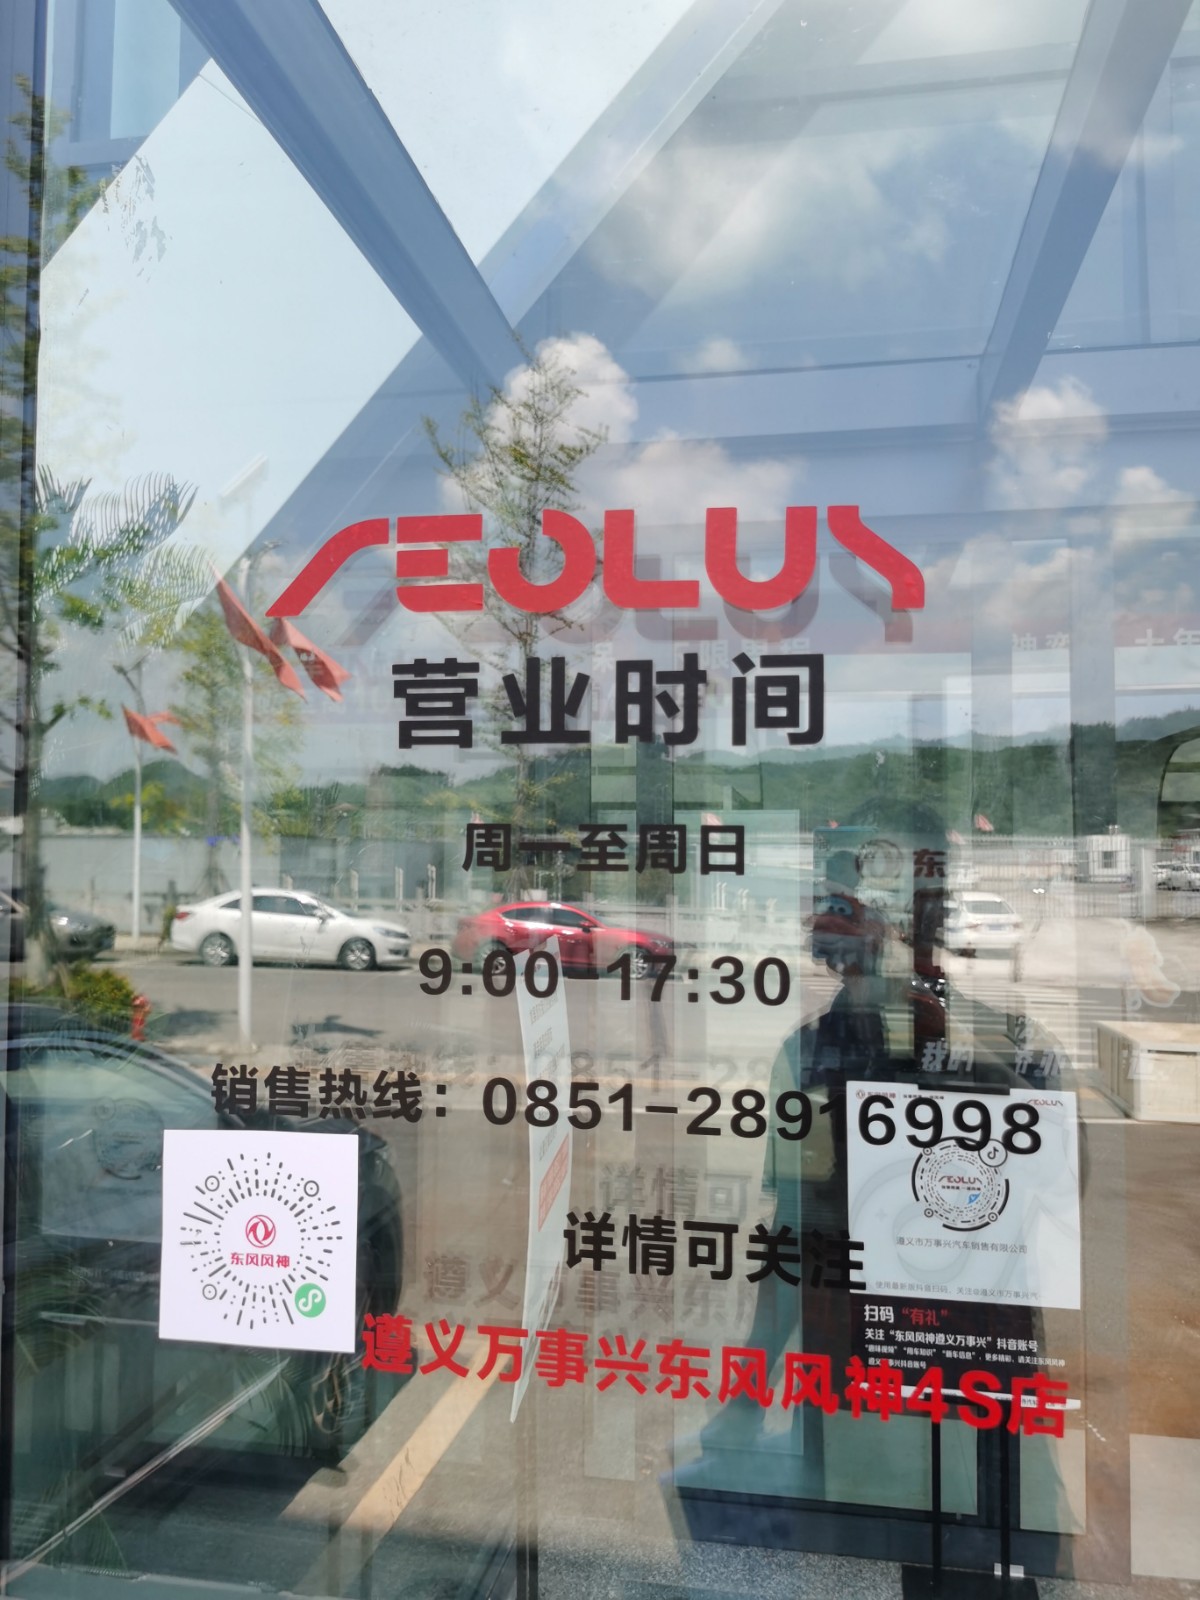 AEOLUS
营业时间
周一至周日
9:00-17:30
销售热线：0851-28916998
详情可关注
遵义万事兴东风风神4S店
东风风神
AEOLUS
遵义市万事兴汽车销售有限公司
扫码“有礼”
关注“东风风神遵义万事兴”抖音账号